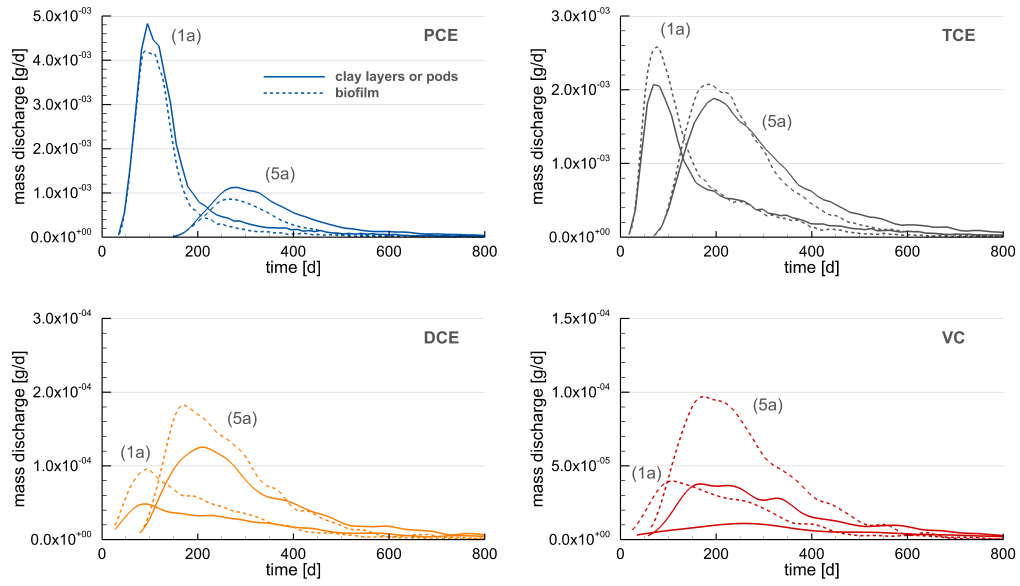 PCE
mass discharge [g/d]
5.0x10⁻⁰³
4.0x10⁻⁰³
3.0x10⁻⁰³
2.0x10⁻⁰³
1.0x10⁻⁰³
0.0x10⁺⁰⁰
(1a)
clay layers or pods
biofilm
(5a)
0 200 400 600 800
time [d]
TCE
mass discharge [g/d]
3.0x10⁻⁰³
2.0x10⁻⁰³
1.0x10⁻⁰³
0.0x10⁺⁰⁰
(1a)
(5a)
0 200 400 600 800
time [d]
DCE
mass discharge [g/d]
3.0x10⁻⁰⁴
2.0x10⁻⁰⁴
1.0x10⁻⁰⁴
0.0x10⁺⁰⁰
(5a)
(1a)
0 200 400 600 800
time [d]
VC
mass discharge [g/d]
1.5x10⁻⁰⁴
1.0x10⁻⁰⁴
5.0x10⁻⁰⁵
0.0x10⁺⁰⁰
(5a)
(1a)
0 200 400 600 800
time [d]